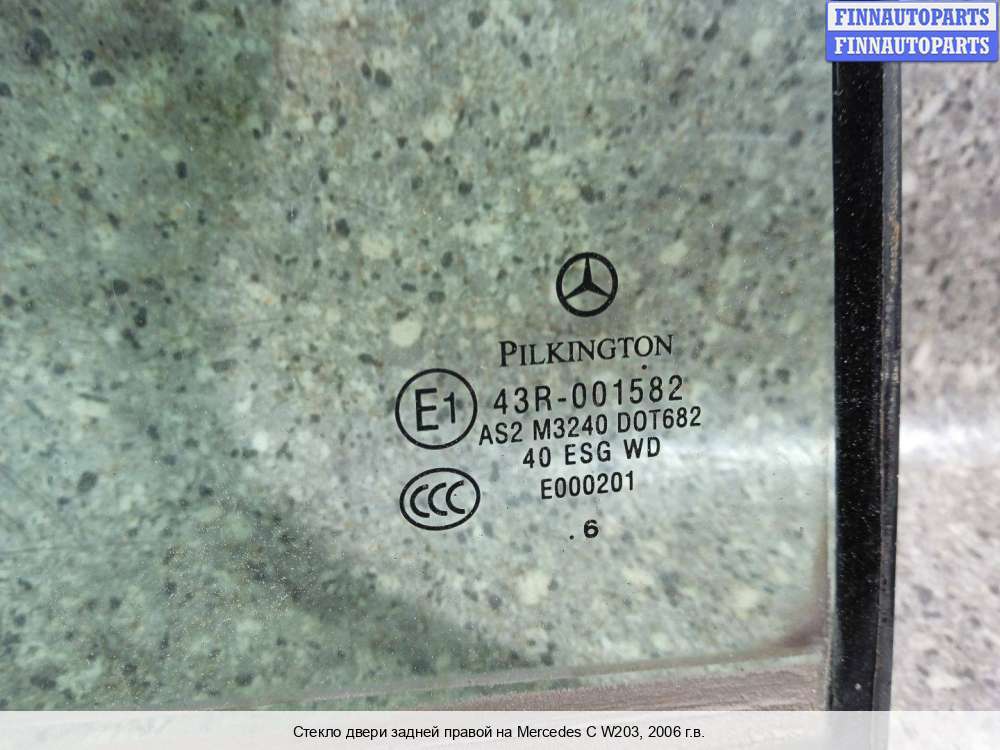 FINNAUTOPARTS
FINNAUTOPARTS
PILKINGTON
E1
43R-001582
AS2 M3240 DOT682
40 ESG WD
CCC
E000201
. 6
Стекло двери задней правой на Mercedes C W203, 2006 г.в.